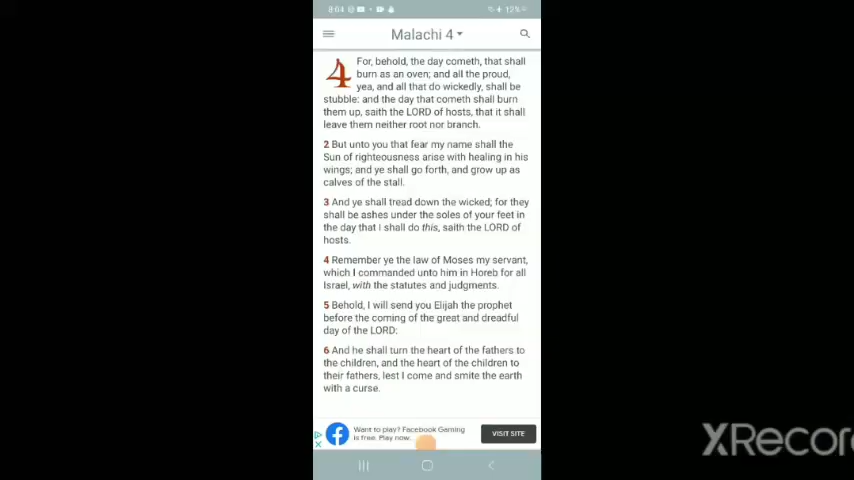 8:04
12%
Malachi 4
4 For, behold, the day cometh, that shall
burn as an oven; and all the proud,
yea, and all that do wickedly, shall be
stubble: and the day that cometh shall burn
them up, saith the LORD of hosts, that it shall
leave them neither root nor branch.
2 But unto you that fear my name shall the
Sun of righteousness arise with healing in his
wings; and ye shall go forth, and grow up as
calves of the stall.
3 And ye shall tread down the wicked; for they
shall be ashes under the soles of your feet in
the day that I shall do this, saith the LORD of
hosts.
4 Remember ye the law of Moses my servant,
which I commanded unto him in Horeb for all
Israel, with the statutes and judgments.
5 Behold, I will send you Elijah the prophet
before the coming of the great and dreadful
day of the LORD:
6 And he shall turn the heart of the fathers to
the children, and the heart of the children to
their fathers, lest I come and smite the earth
with a curse.
Want to play? Facebook Gaming
is free. Play now.
VISIT SITE
XRecor